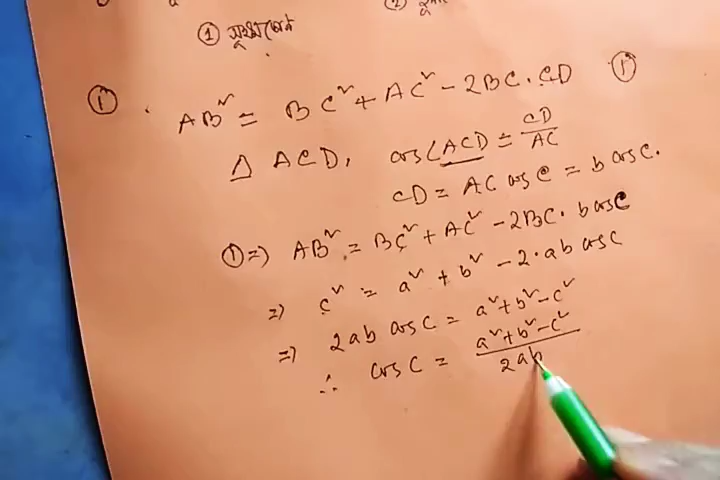 ① সূক্ষ্মকোণ
①
AB² = BC² + AC² - 2BC . CD ①
△ ACD, cos∠ACD = CD/AC
CD = AC cos C = b cos C.
① => AB² = BC² + AC² - 2BC . b cos C
=> c² = a² + b² - 2.ab cos C
=> 2ab cos C = a² + b² - c²
∴ cos C = a² + b² - c² / 2ab